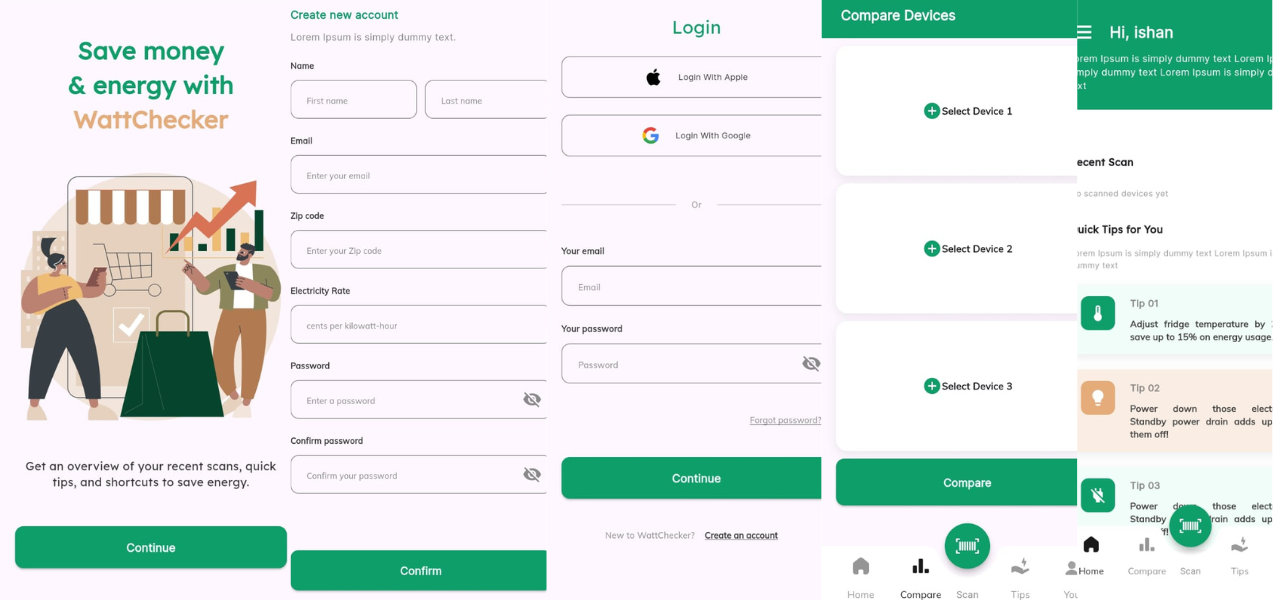 Save money
& energy with
WattChecker
Get an overview of your recent scans, quick
tips, and shortcuts to save energy.
Continue
Create new account
Lorem Ipsum is simply dummy text.
Name
First name
Last name
Email
Enter your email
Zip code
Enter your Zip code
Electricity Rate
cents per kilowatt-hour
Password
Enter a password
Confirm password
Confirm your password
Confirm
Login
Login With Apple
Login With Google
Or
Your email
Email
Your password
Password
Forgot password?
Continue
New to WattChecker? Create an account
Compare Devices
Select Device 1
Select Device 2
Select Device 3
Compare
Home
Compare
Scan
Tips
You
Hi, ishan
orem Ipsum is simply dummy text Lorem Ip
mply dummy text Lorem Ipsum is simply d
xt
ecent Scan
o scanned devices yet
uick Tips for You
orem Ipsum is simply dummy text Lorem Ipsum i
ummy text
Tip 01
Adjust fridge temperature by
save up to 15% on energy usage
Tip 02
Power down those elect
Standby power drain adds up
them off!
Tip 03
Power down those elect
Standby drain adds up
ff!
Home
Compare
Scan
Tips